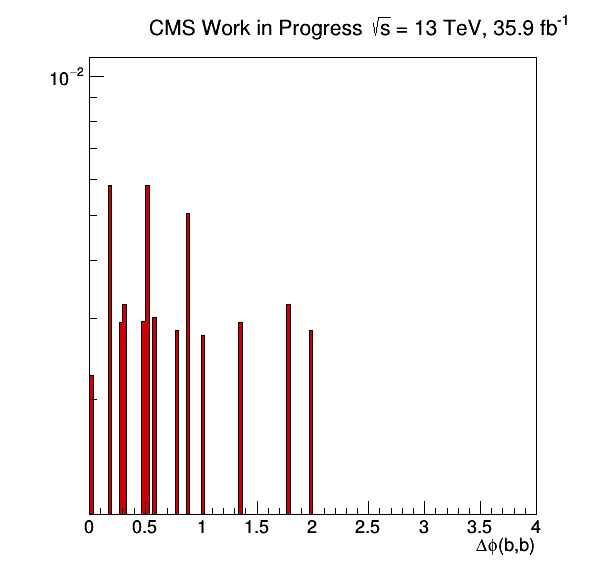 CMS Work in Progress √s = 13 TeV, 35.9 fb⁻¹
10⁻²
0 0.5 1 1.5 2 2.5 3 3.5 4
Δϕ(b,b)